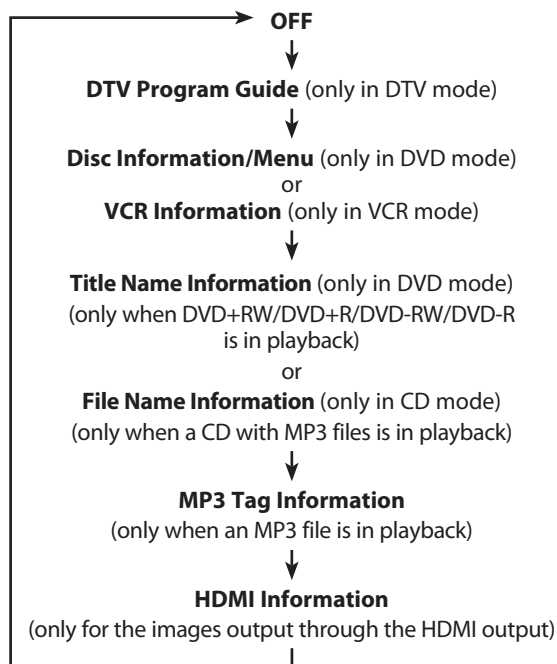 OFF
DTV Program Guide (only in DTV mode)
Disc Information/Menu (only in DVD mode)
or
VCR Information (only in VCR mode)
Title Name Information (only in DVD mode)
(only when DVD+RW/DVD+R/DVD-RW/DVD-R
is in playback)
or
File Name Information (only in CD mode)
(only when a CD with MP3 files is in playback)
MP3 Tag Information
(only when an MP3 file is in playback)
HDMI Information
(only for the images output through the HDMI output)